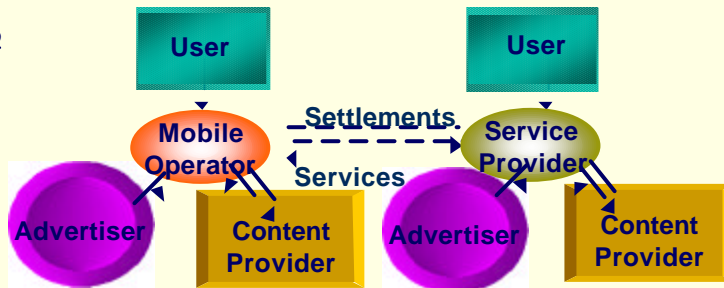 User
User
Settlements
Mobile
Operator
Service
Provider
Services
Advertiser
Content
Provider
Advertiser
Content
Provider